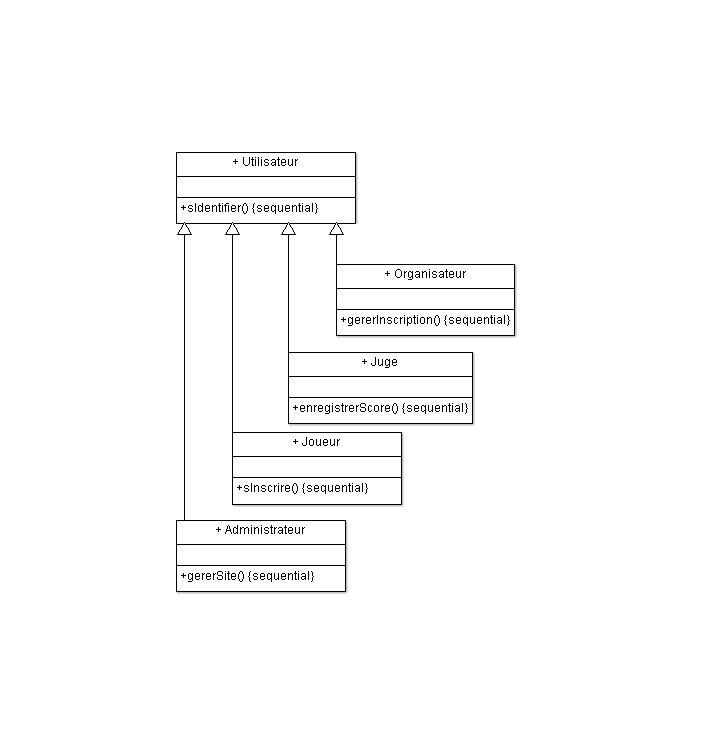 + Utilisateur
+sIdentifier() {sequential}
+ Organisateur
+gererInscription() {sequential}
+ Juge
+enregistrerScore() {sequential}
+ Joueur
+sInscrire() {sequential}
+ Administrateur
+gererSite() {sequential}